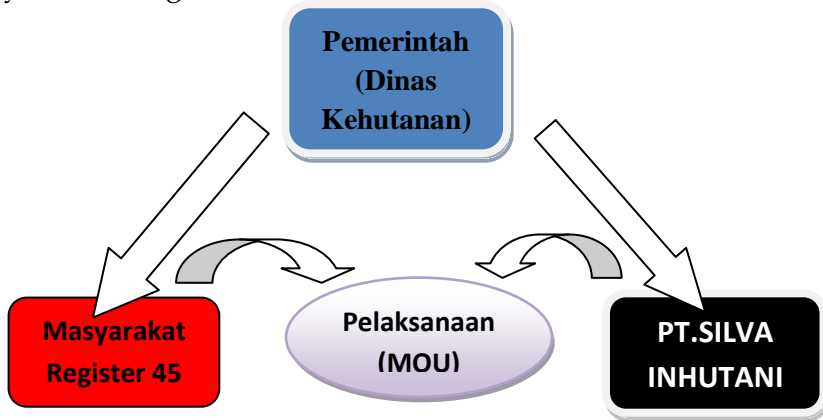 Pemerintah
(Dinas
Kehutanan)
Masyarakat
Register 45
Pelaksanaan
(MOU)
PT.SILVA
INHUTANI